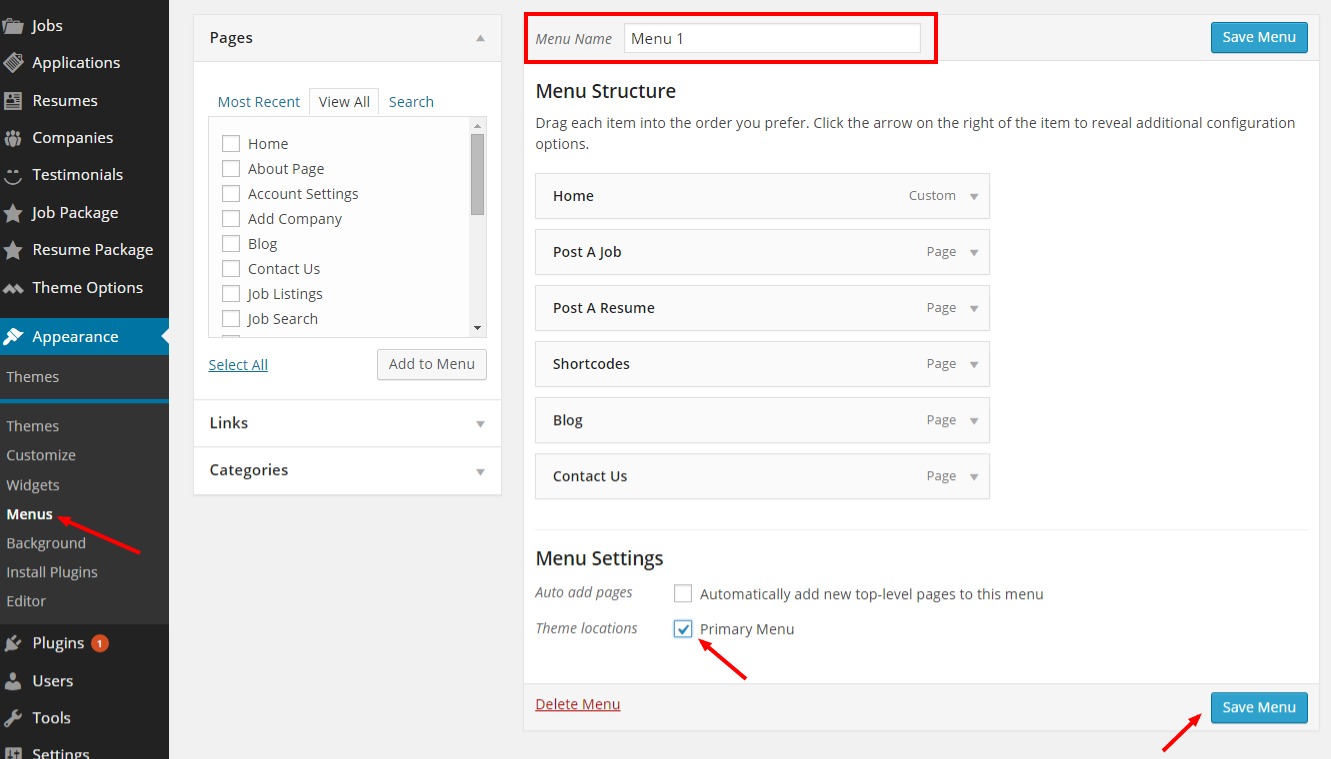 Jobs
Applications
Resumes
Companies
Testimonials
Job Package
Resume Package
Theme Options
Appearance
Themes
Themes
Customize
Widgets
Menus
Background
Install Plugins
Editor
Plugins 1
Users
Tools
Settings
Pages
Most Recent View All Search
Home
About Page
Account Settings
Add Company
Blog
Contact Us
Job Listings
Job Search
Select All Add to Menu
Links
Categories
Menu Name Menu 1 Save Menu
Menu Structure
Drag each item into the order you prefer. Click the arrow on the right of the item to reveal additional configuration
options.
Home Custom
Post A Job Page
Post A Resume Page
Shortcodes Page
Blog Page
Contact Us Page
Menu Settings
Auto add pages Automatically add new top-level pages to this menu
Theme locations Primary Menu
Delete Menu Save Menu